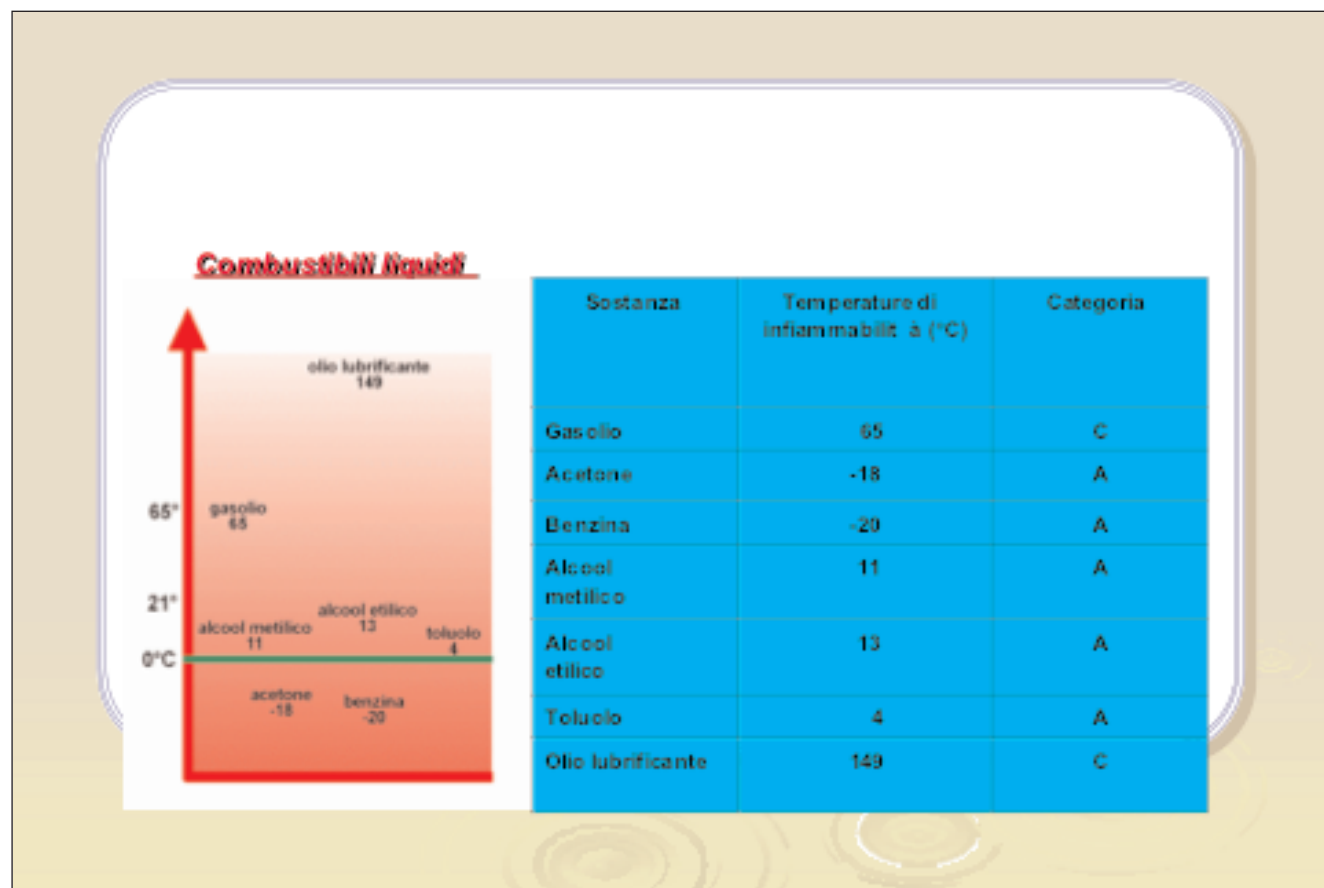 Combustibili liquidi
olio lubrificante
149
65°
gasolio
65
21°
alcool etilico
13
alcool metilico
11
toluolo
4
0°C
acetone
-18
benzina
-20
Sostanza Temperature di infiammabilit à (°C) Categoria
Gasolio 65 C
Acetone -18 A
Benzina -20 A
Alcool metilico 11 A
Alcool etilico 13 A
Toluolo 4 A
Olio lubrificante 149 C